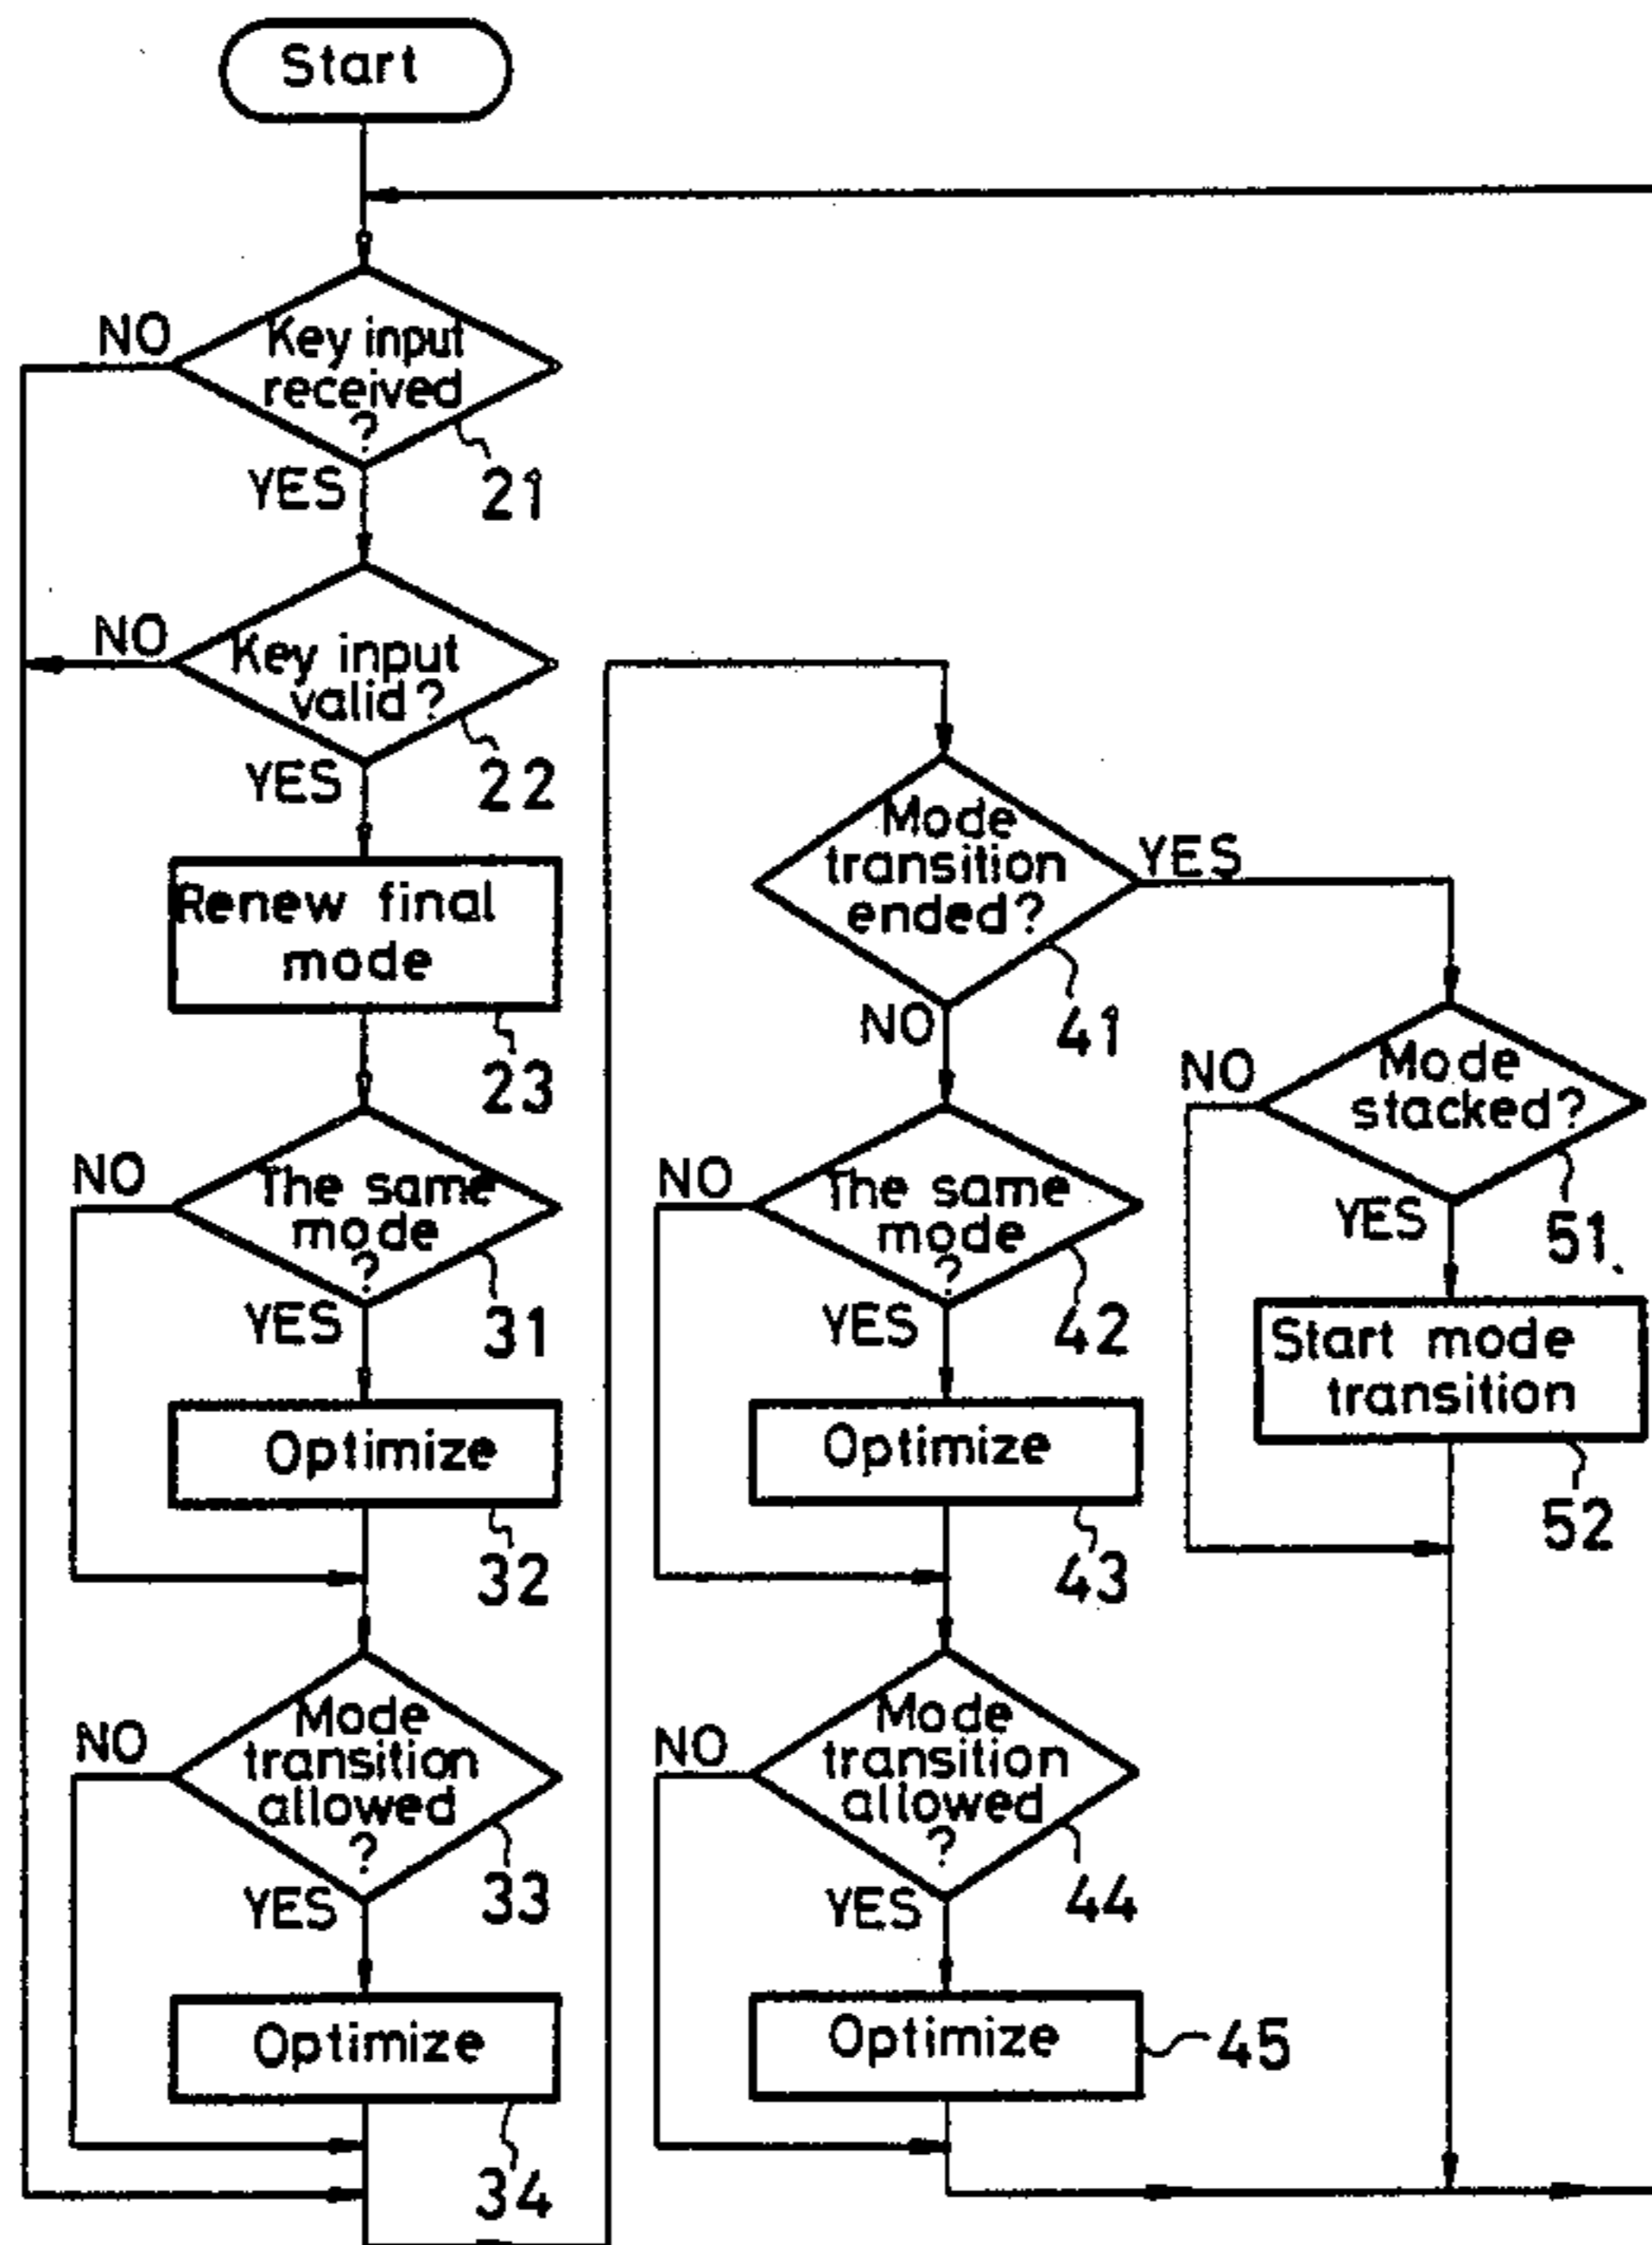 Start
NO
Key input
received
?
YES
21
NO
Key input
valid?
YES
22
Renew final
mode
23
NO
The same
mode
?
YES
31
Optimize
32
NO
Mode
transition
allowed
?
YES
33
Optimize
34
Mode
transition
ended?
YES
NO
41
NO
The same
mode
?
YES
42
Optimize
43
NO
Mode
transition
allowed
?
YES
44
Optimize
45
NO
Mode
stacked?
YES
51
Start mode
transition
52